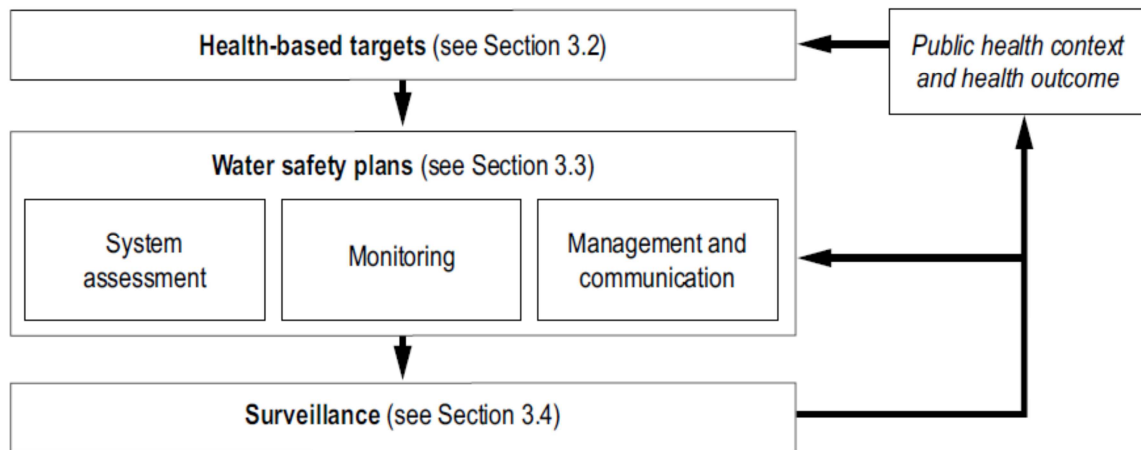 Health-based targets (see Section 3.2)
Public health context
and health outcome
Water safety plans (see Section 3.3)
System
assessment
Monitoring
Management and
communication
Surveillance (see Section 3.4)